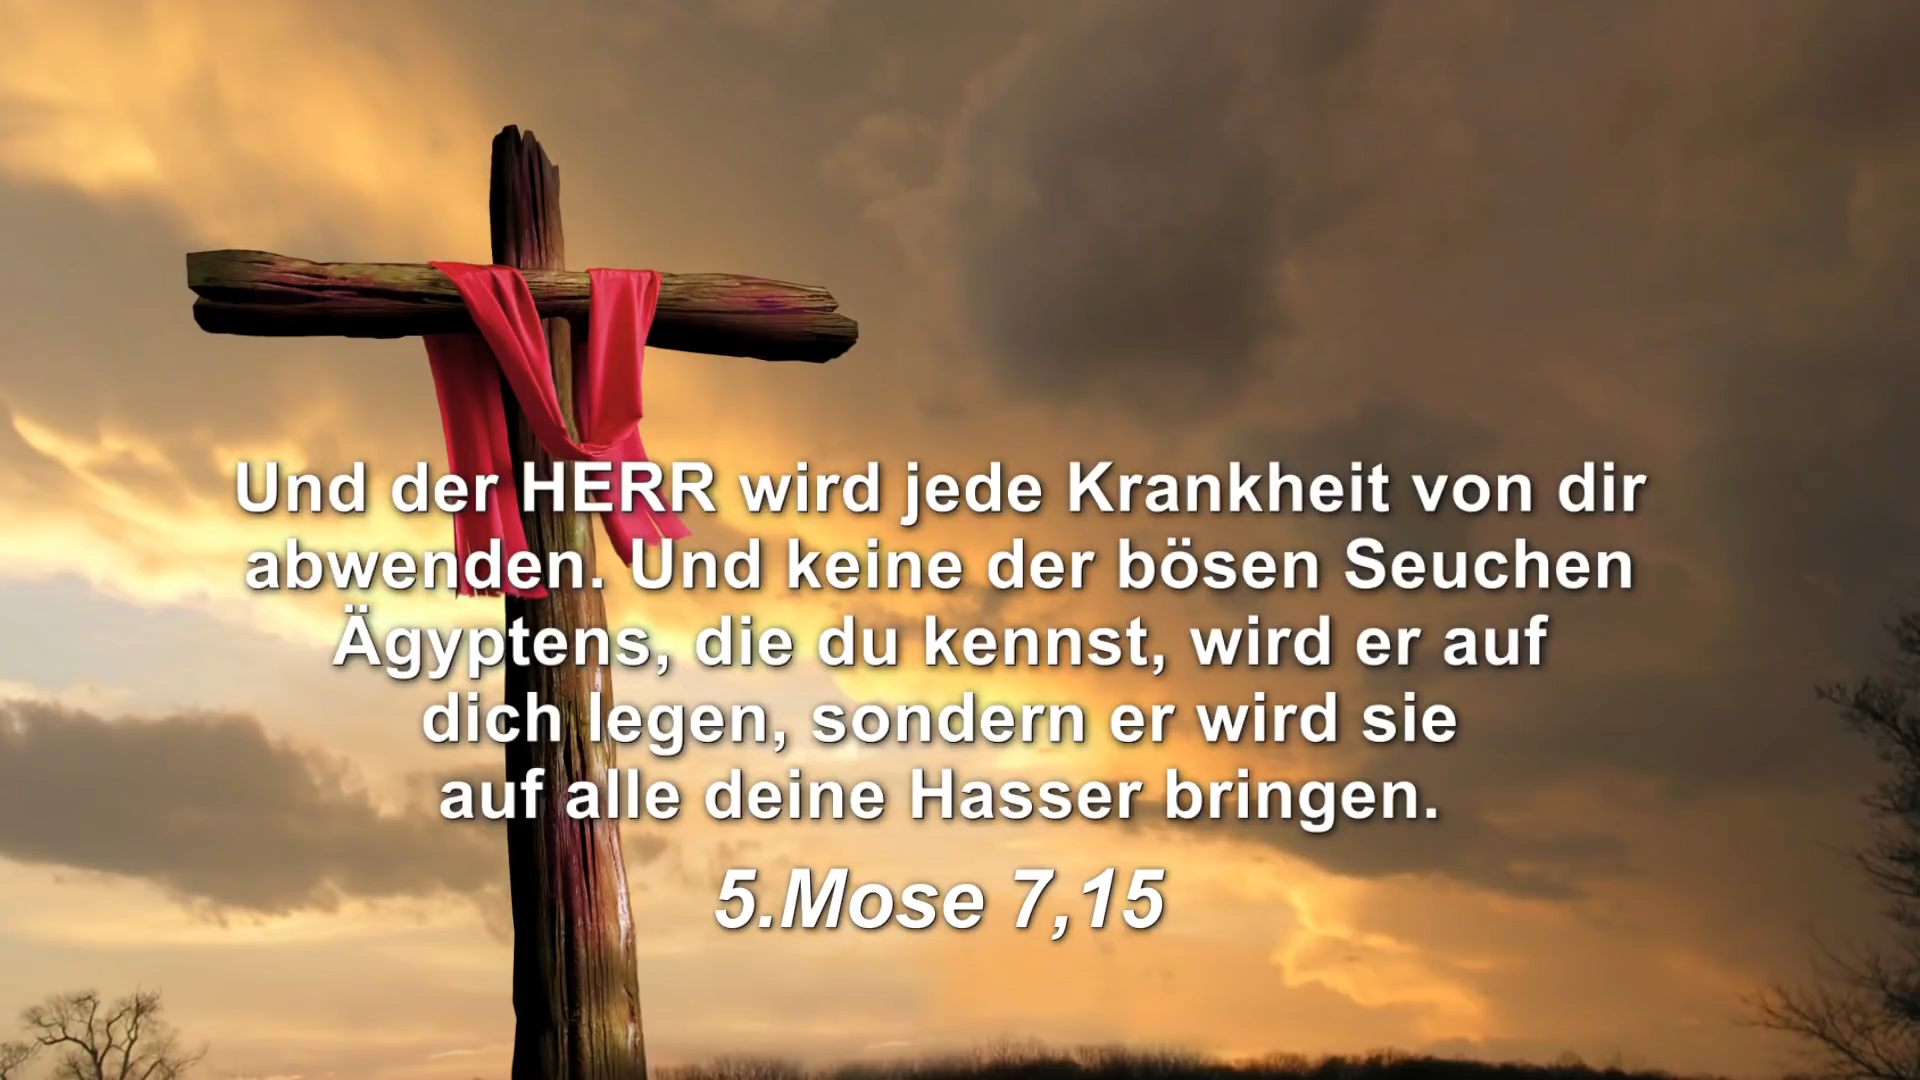 Und der HERR wird jede Krankheit von dir
abwenden. Und keine der bösen Seuchen
Ägyptens, die du kennst, wird er auf
dich legen, sondern er wird sie
auf alle deine Hasser bringen.
5.Mose 7,15